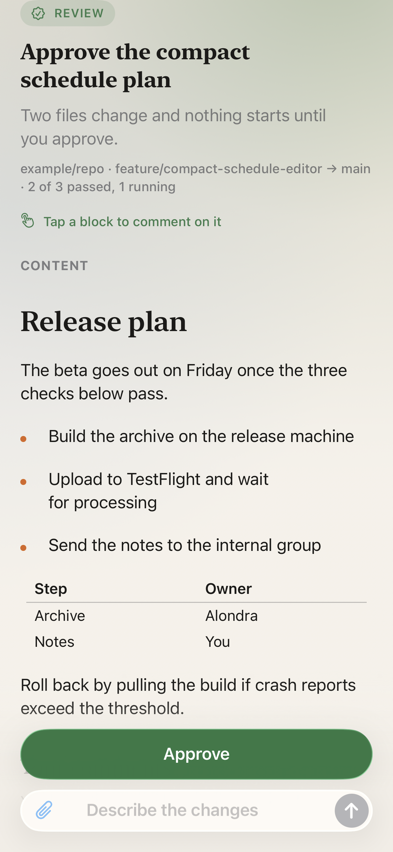 REVIEW
Approve the compact
schedule plan
Two files change and nothing starts until
you approve.
example/repo · feature/compact-schedule-editor → main
· 2 of 3 passed, 1 running
Tap a block to comment on it
CONTENT
Release plan
The beta goes out on Friday once the three
checks below pass.
Build the archive on the release machine
Upload to TestFlight and wait
for processing
Send the notes to the internal group
Step Owner
Archive Alondra
Notes You
Roll back by pulling the build if crash reports
exceed the threshold.
Approve
Describe the changes